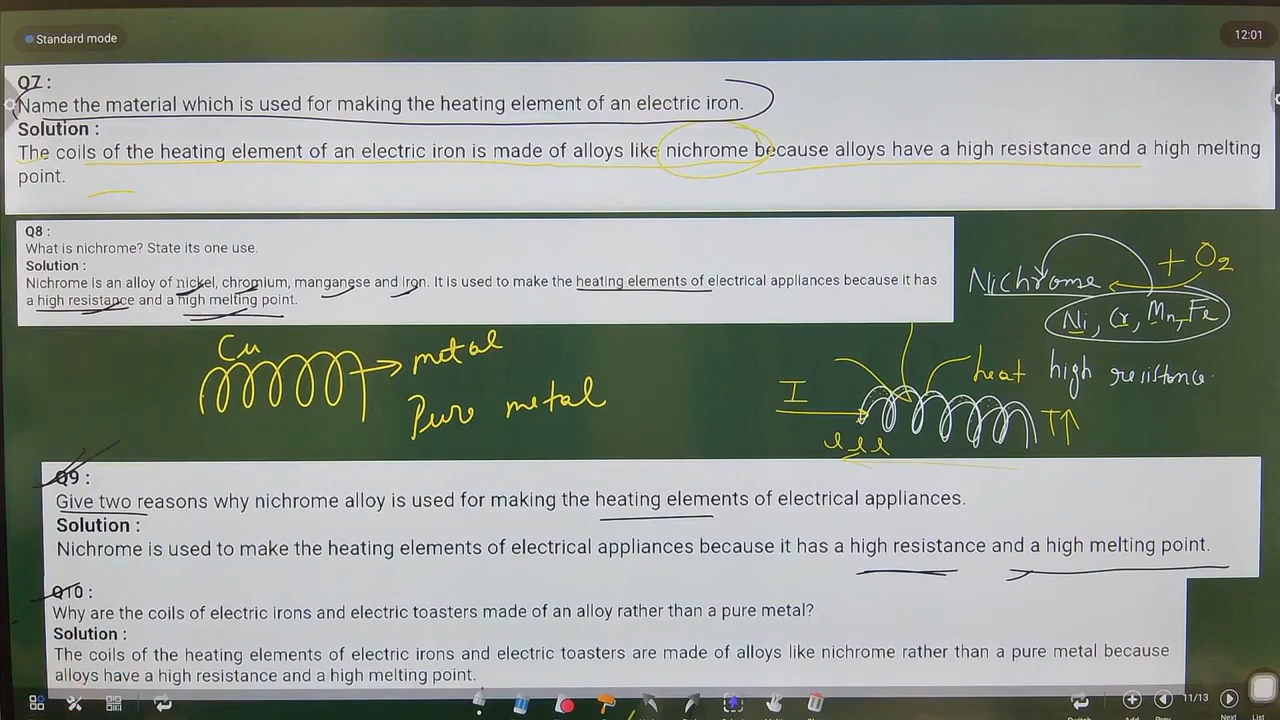 Standard mode
12:01
Q7 :
Name the material which is used for making the heating element of an electric iron.
Solution :
The coils of the heating element of an electric iron is made of alloys like nichrome because alloys have a high resistance and a high melting
point.
Q8 :
What is nichrome? State its one use.
Solution :
Nichrome is an alloy of nickel, chromium, manganese and iron. It is used to make the heating elements of electrical appliances because it has
a high resistance and a high melting point.
+ O2
Nichrome
Ni, Cr, Mn, Fe
high resistance
Cu
metal
Pure metal
heat
I
T↑
Q9 :
Give two reasons why nichrome alloy is used for making the heating elements of electrical appliances.
Solution :
Nichrome is used to make the heating elements of electrical appliances because it has a high resistance and a high melting point.
Q10 :
Why are the coils of electric irons and electric toasters made of an alloy rather than a pure metal?
Solution :
The coils of the heating elements of electric irons and electric toasters are made of alloys like nichrome rather than a pure metal because
alloys have a high resistance and a high melting point.
11/13